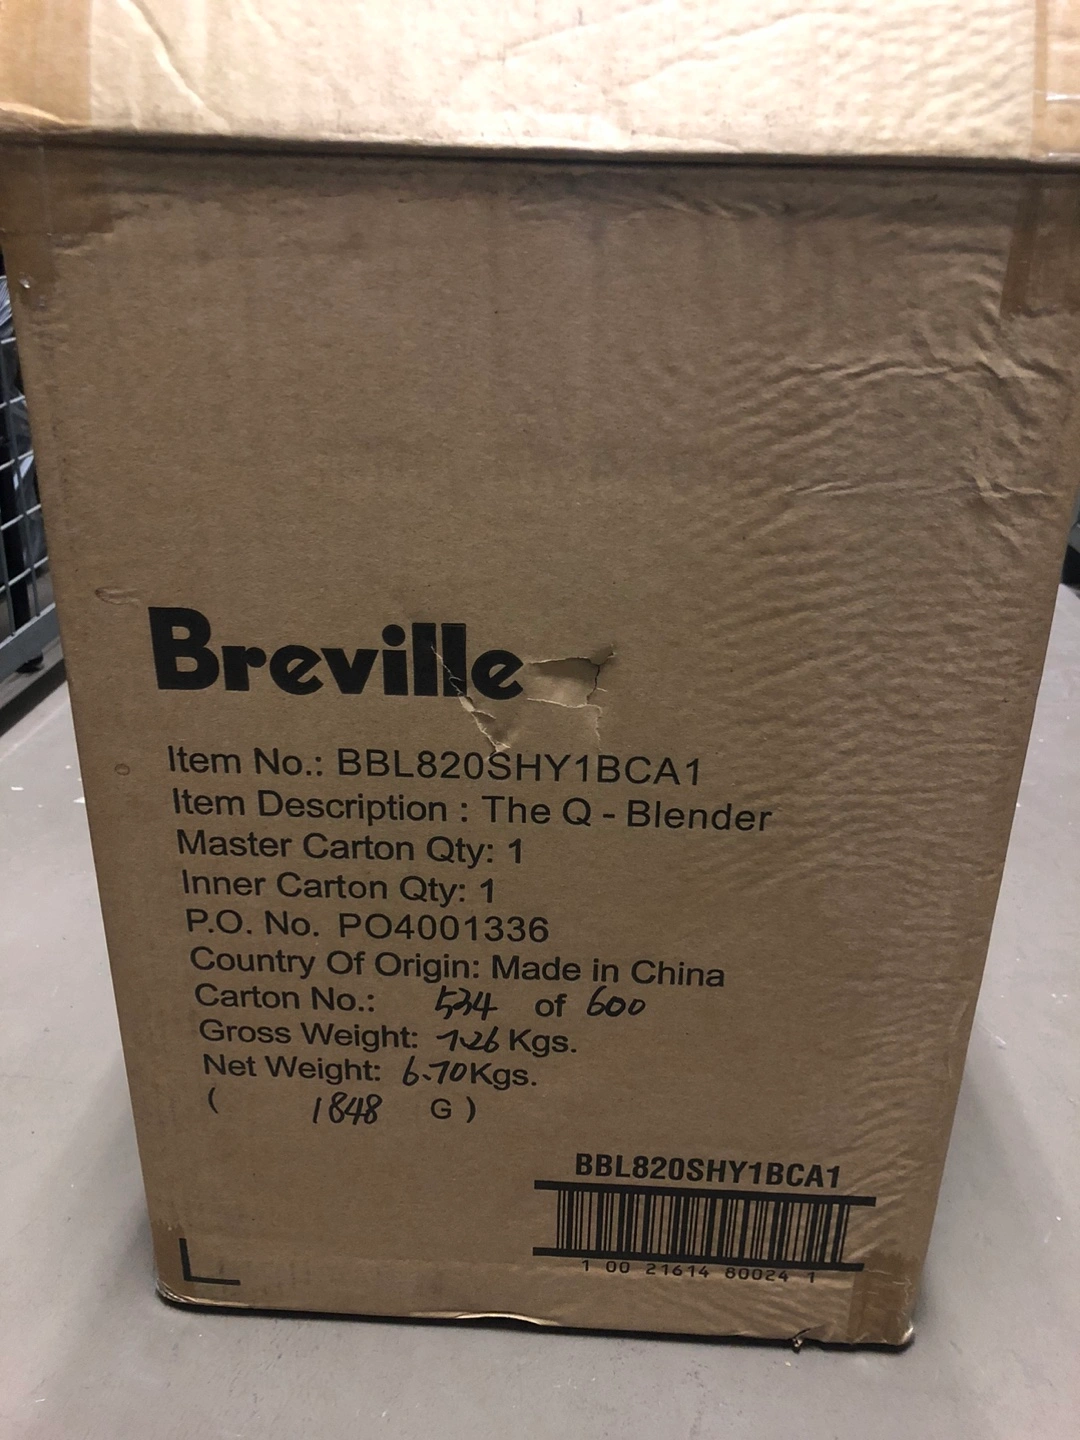 Breville
Item No.: BBL820SHY1BCA1
Item Description : The Q - Blender
Master Carton Qty: 1
Inner Carton Qty: 1
P.O. No. PO4001336
Country Of Origin: Made in China
Carton No.: 534 of 600
Gross Weight: 7.26 Kgs.
Net Weight: 6.70 Kgs.
( 1848 G )
BBL820SHY1BCA1
1 00 21614 80024 1